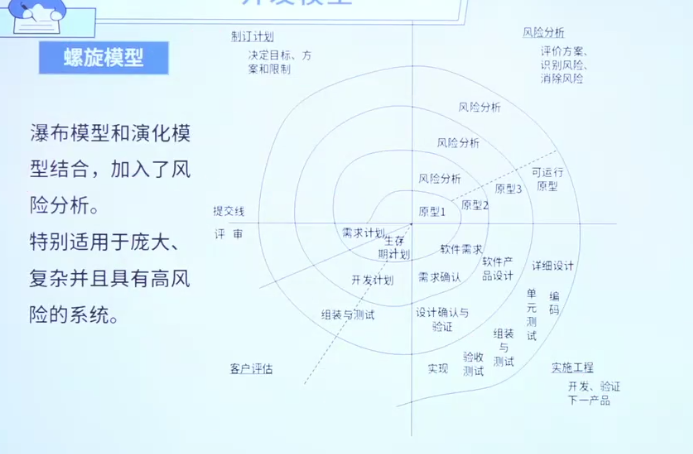 开发模型
螺旋模型
瀑布模型和演化模
型结合，加入了风
险分析。
特别适用于庞大、
复杂并且具有高风
险的系统。
制订计划
决定目标、方
案和限制
风险分析
评价方案、
识别风险、
消除风险
风险分析
风险分析
风险分析
可运行
原型
原型3
原型2
原型1
提交线
评 审
需求计划
生存
期计划
开发计划
组装与测试
软件需求
需求确认
软件产
品设计
详细设计
设计确认与
验证
单元测试
编码
组装与测试
验收
测试
实现
客户评估
实施工程
开发、验证
下一产品